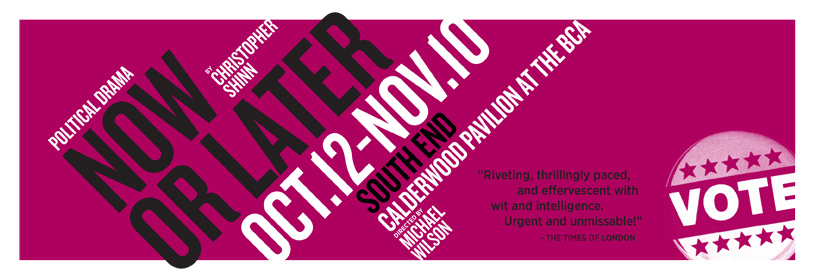 POLITICAL DRAMA
NOW
OR LATER
BY
CHRISTOPHER
SHINN
OCT.12-NOV.10
SOUTH END
CALDERWOOD PAVILION AT THE BCA
DIRECTED BY
MICHAEL
WILSON
“Riveting, thrillingly paced,
and effervescent with
wit and intelligence.
Urgent and unmissable!”
– THE TIMES OF LONDON
VOTE